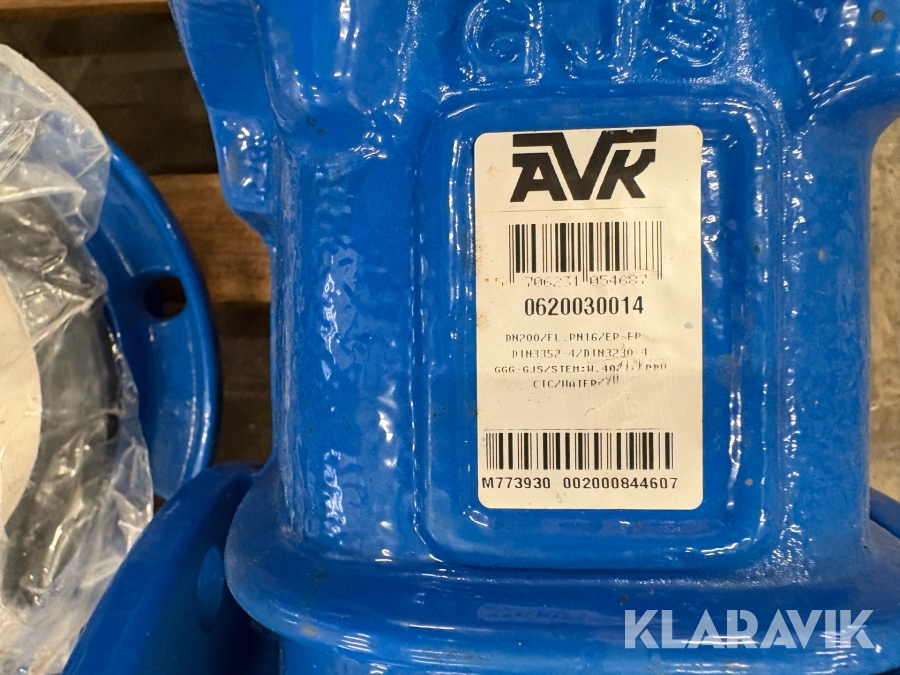 GJS
AVK
706231 054687
0620030014
DN200/FL.PN16/EP-EP
DIN3352-4/DIN3230-4
GGG-GJS/STEM:W.
CTC/WATER
M773930 002000844607
KLARAVIK